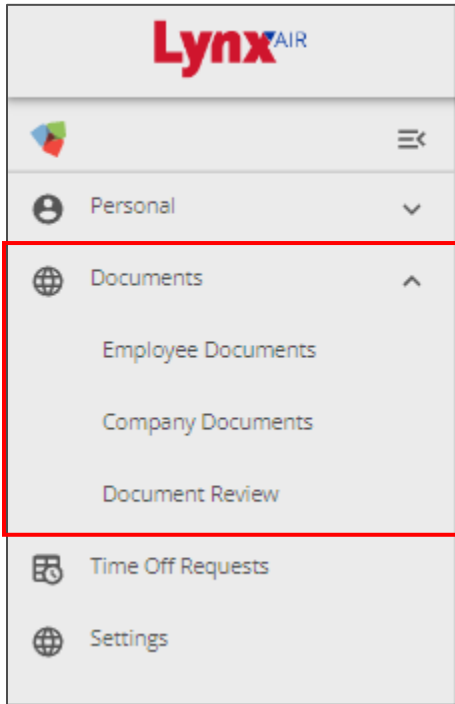 Lynx AIR
Personal
Documents
Employee Documents
Company Documents
Document Review
Time Off Requests
Settings